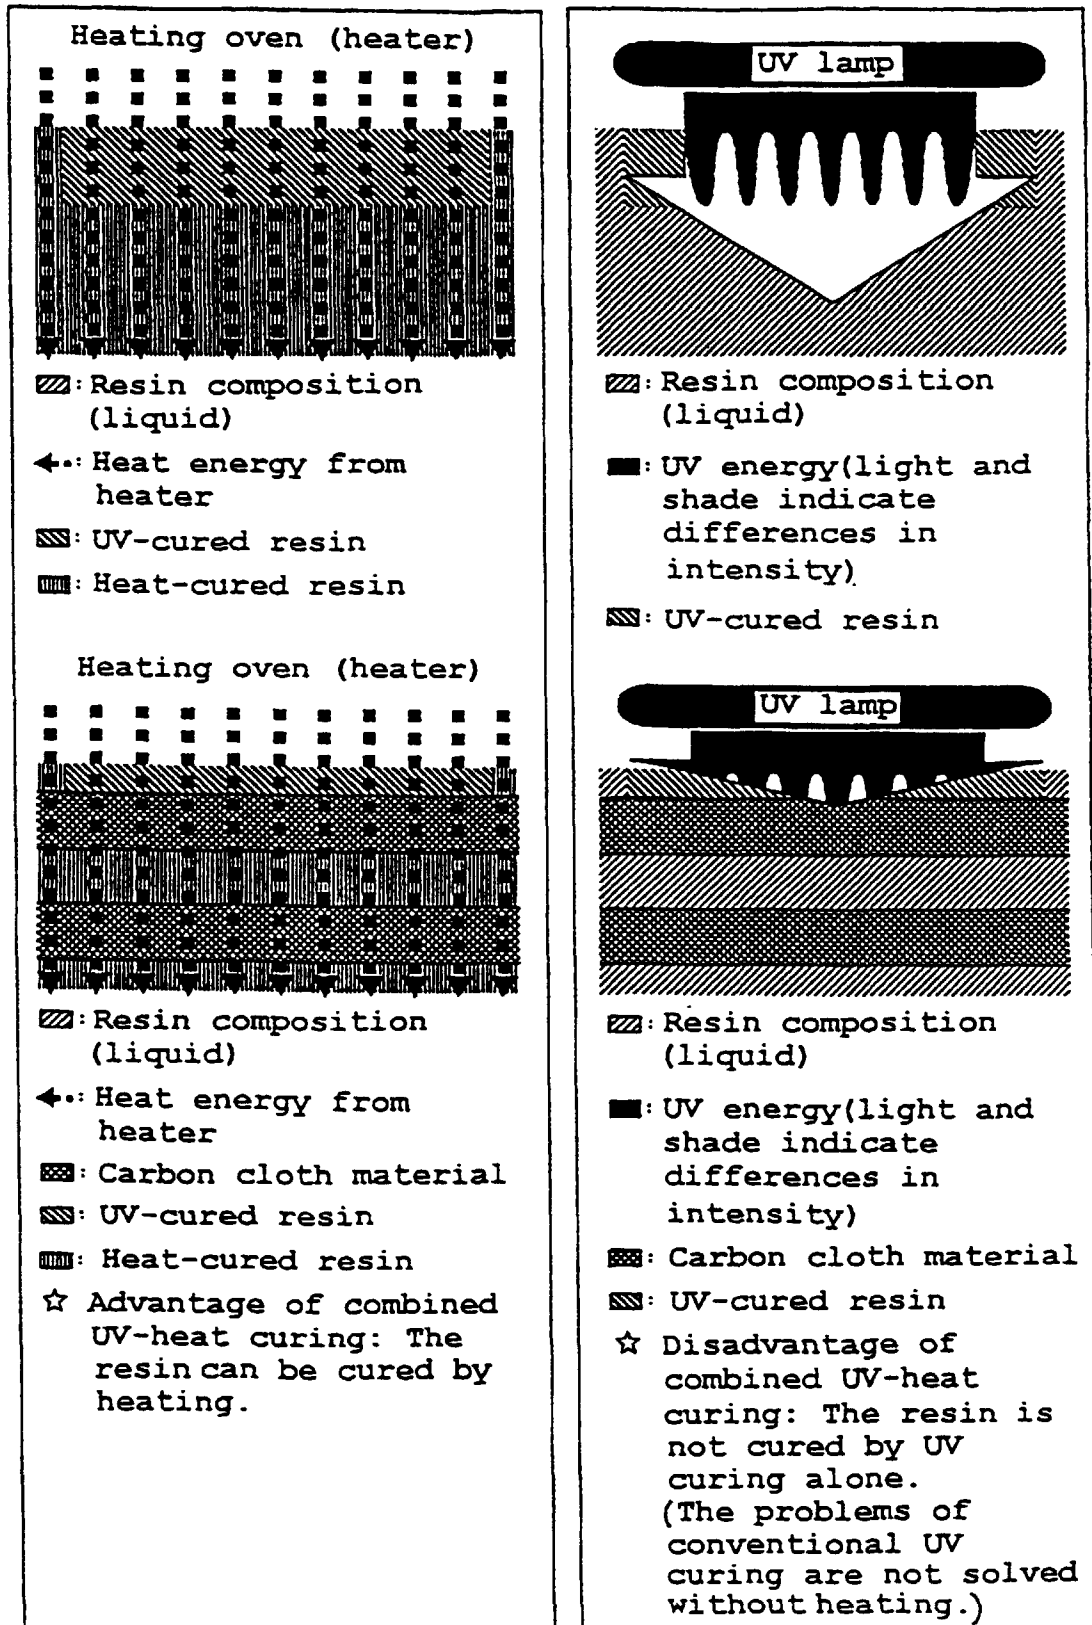 Heating oven (heater)
: Resin composition
(liquid)
: Heat energy from
heater
: UV-cured resin
: Heat-cured resin
Heating oven (heater)
: Resin composition
(liquid)
: Heat energy from
heater
: Carbon cloth material
: UV-cured resin
: Heat-cured resin
☆ Advantage of combined
UV-heat curing: The
resin can be cured by
heating.
UV lamp
: Resin composition
(liquid)
: UV energy(light and
shade indicate
differences in
intensity)
: UV-cured resin
UV lamp
: Resin composition
(liquid)
: UV energy(light and
shade indicate
differences in
intensity)
: Carbon cloth material
: UV-cured resin
☆ Disadvantage of
combined UV-heat
curing: The resin is
not cured by UV
curing alone.
(The problems of
conventional UV
curing are not solved
without heating.)